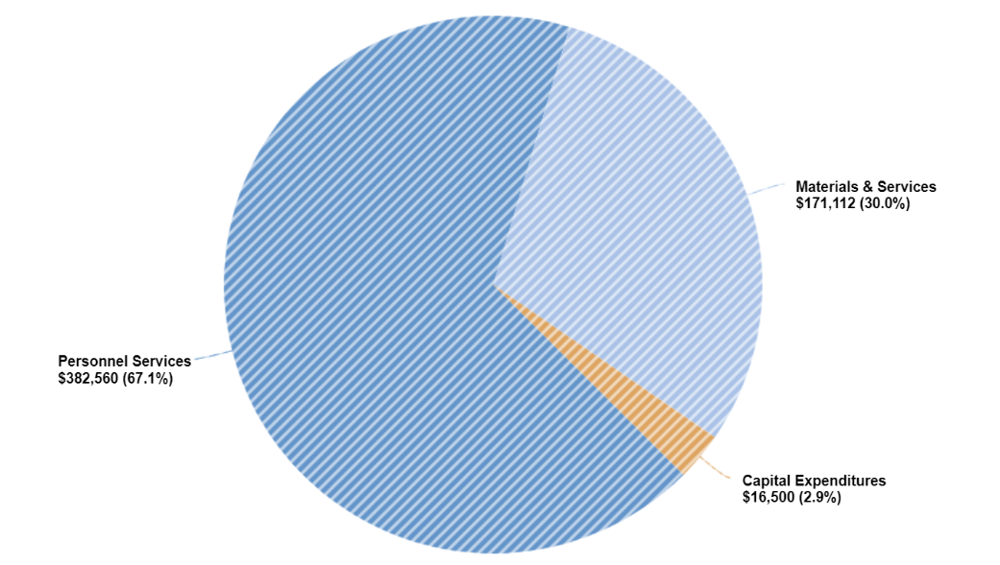 Materials & Services
$171,112 (30.0%)
Personnel Services
$382,560 (67.1%)
Capital Expenditures
$16,500 (2.9%)